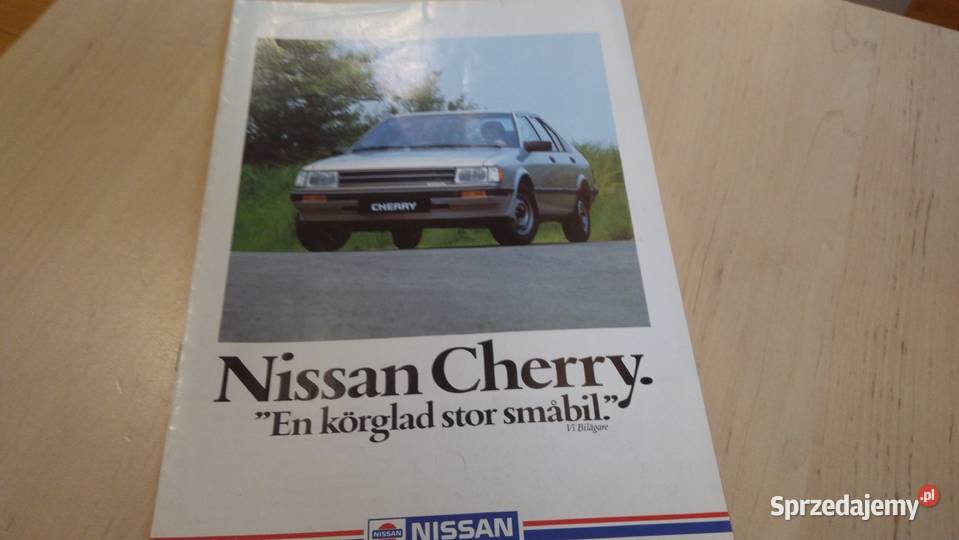 CHERRY
Nissan Cherry.
”En körglad stor småbil.”
Vi Bilägare
NISSAN NISSAN
Sprzedajemy.pl